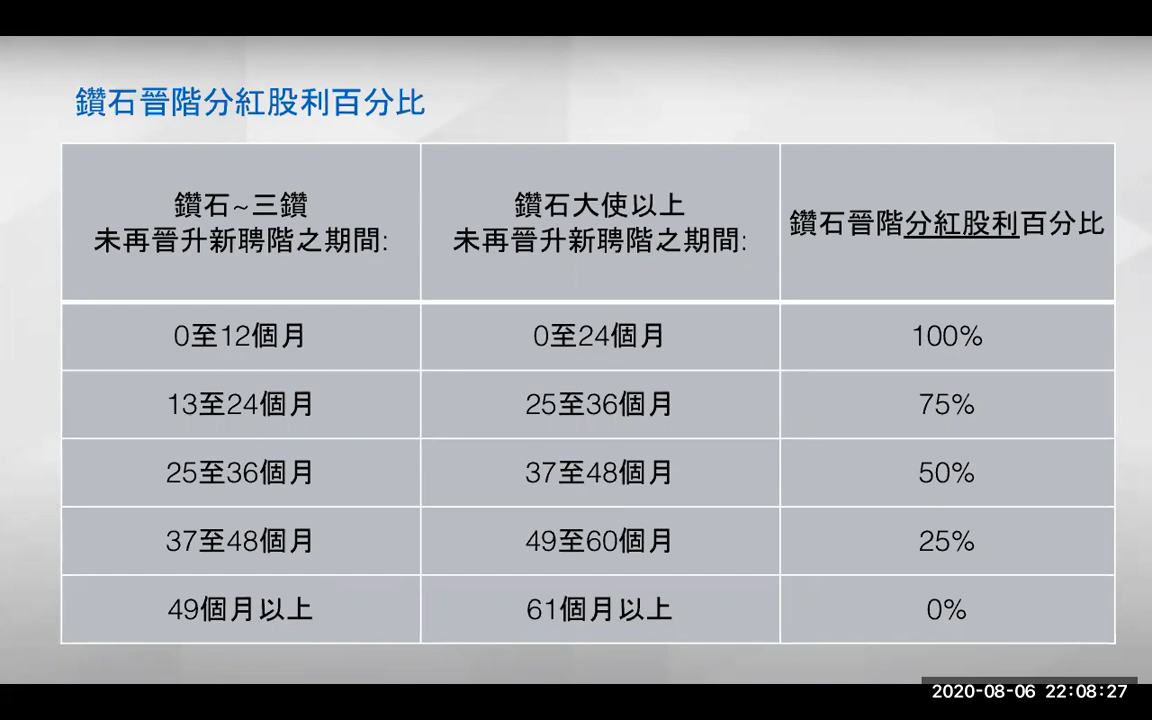 鑽石晉階分紅股利百分比
鑽石~三鑽
未再晉升新聘階之期間:
鑽石大使以上
未再晉升新聘階之期間:
鑽石晉階分紅股利百分比
0至12個月
0至24個月
100%
13至24個月
25至36個月
75%
25至36個月
37至48個月
50%
37至48個月
49至60個月
25%
49個月以上
61個月以上
0%
2020-08-06 22:08:27